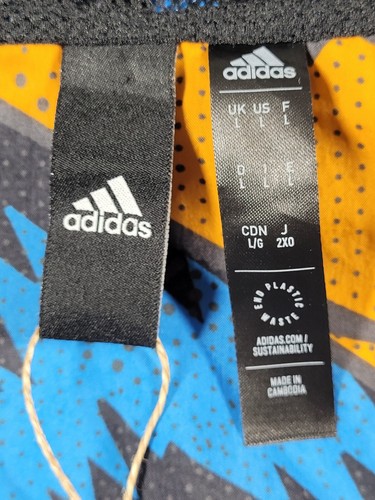 adidas
adidas
UK US F
L L L
D I E
L L L
CDN J
L/G 2XO
END PLASTIC WASTE
ADIDAS.COM/
SUSTAINABILITY
MADE IN
CAMBODIA